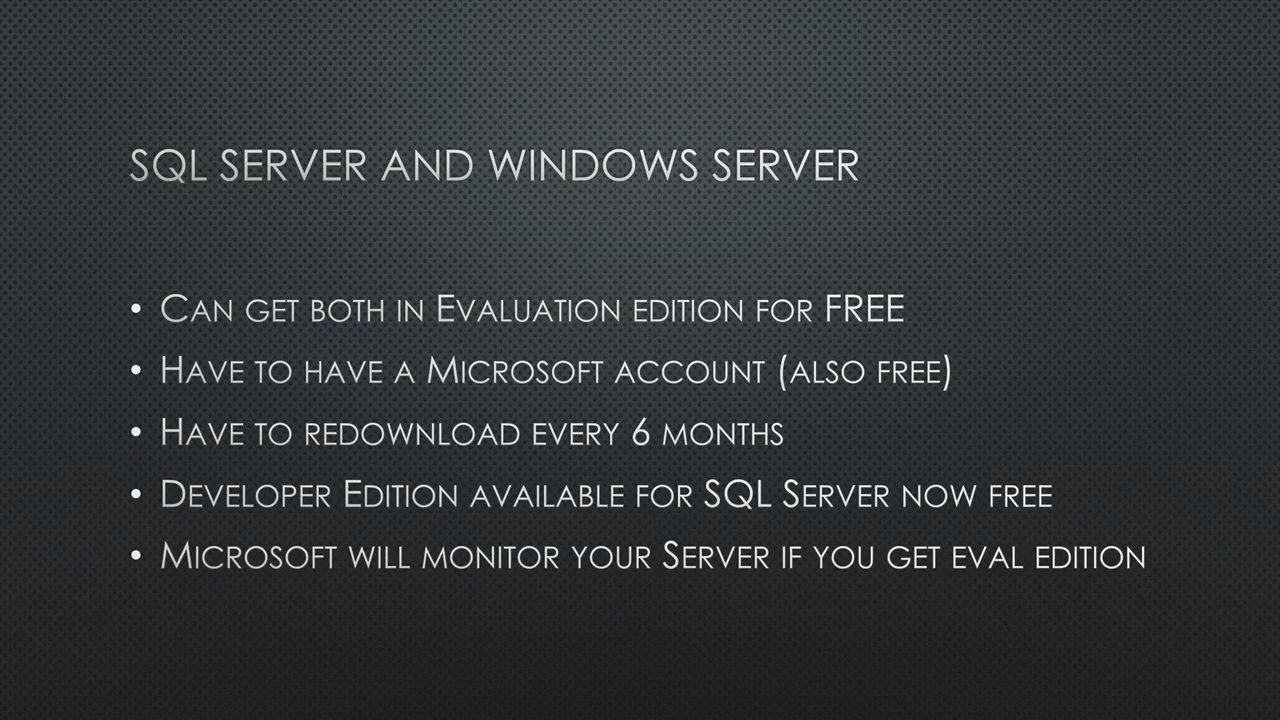 SQL SERVER AND WINDOWS SERVER
• CAN GET BOTH IN EVALUATION EDITION FOR FREE
• HAVE TO HAVE A MICROSOFT ACCOUNT (ALSO FREE)
• HAVE TO REDOWNLOAD EVERY 6 MONTHS
• DEVELOPER EDITION AVAILABLE FOR SQL SERVER NOW FREE
• MICROSOFT WILL MONITOR YOUR SERVER IF YOU GET EVAL EDITION